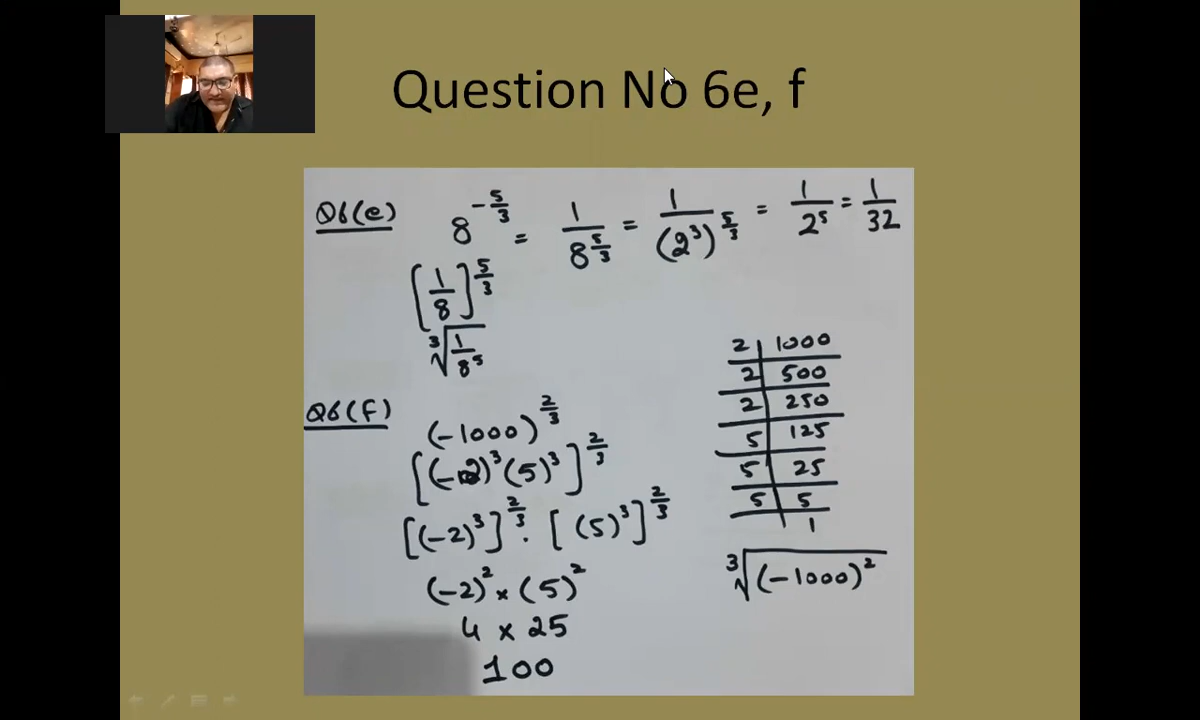 Question No 6e, f
Q6(e) 8^{-5/3} = 1/8^{5/3} = 1/(2^3)^{5/3} = 1/2^5 = 1/32
[1/8]^{5/3}
∛(1/8^5)
Q6(f)
(-1000)^{2/3}
[(-2)^3 (5)^3]^{2/3}
[(-2)^3]^{2/3} . [(5)^3]^{2/3}
(-2)^2 × (5)^2
4 × 25
100
2 | 1000
2 | 500
2 | 250
5 | 125
5 | 25
5 | 5
1
∛(-1000)^2